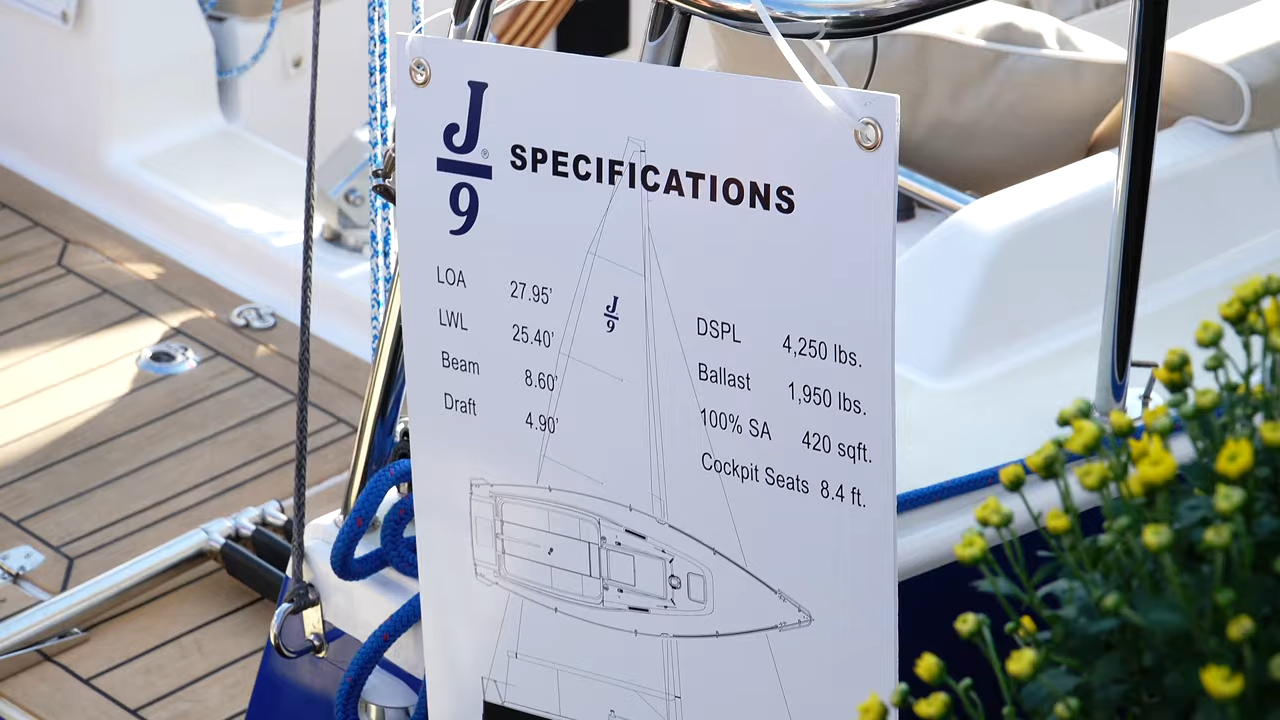 J®
9
SPECIFICATIONS
LOA 27.95'
LWL 25.40'
Beam 8.60'
Draft 4.90'
J
9
DSPL 4,250 lbs.
Ballast 1,950 lbs.
100% SA 420 sqft.
Cockpit Seats 8.4 ft.